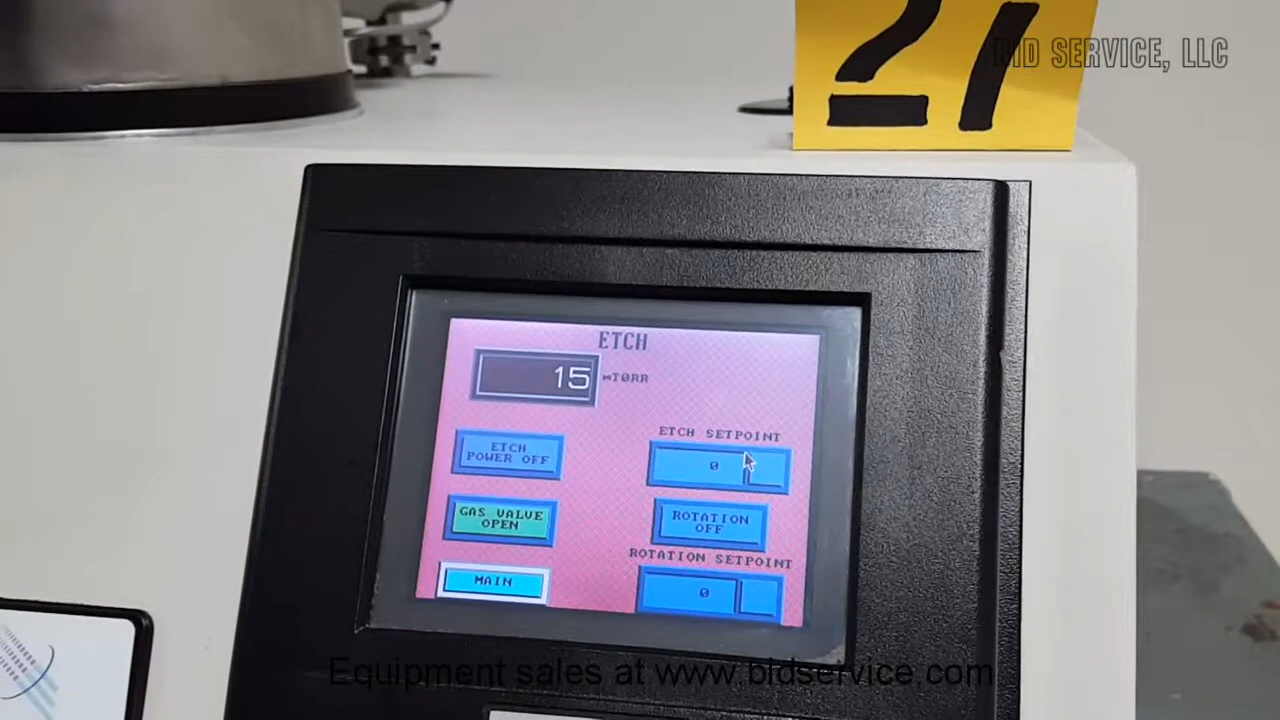 27
BID SERVICE, LLC
ETCH
15 mTORR
ETCH SETPOINT
ETCH
POWER OFF
0
GAS VALVE
OPEN
ROTATION
OFF
ROTATION SETPOINT
MAIN
0
Equipment sales at www.bidservice.com